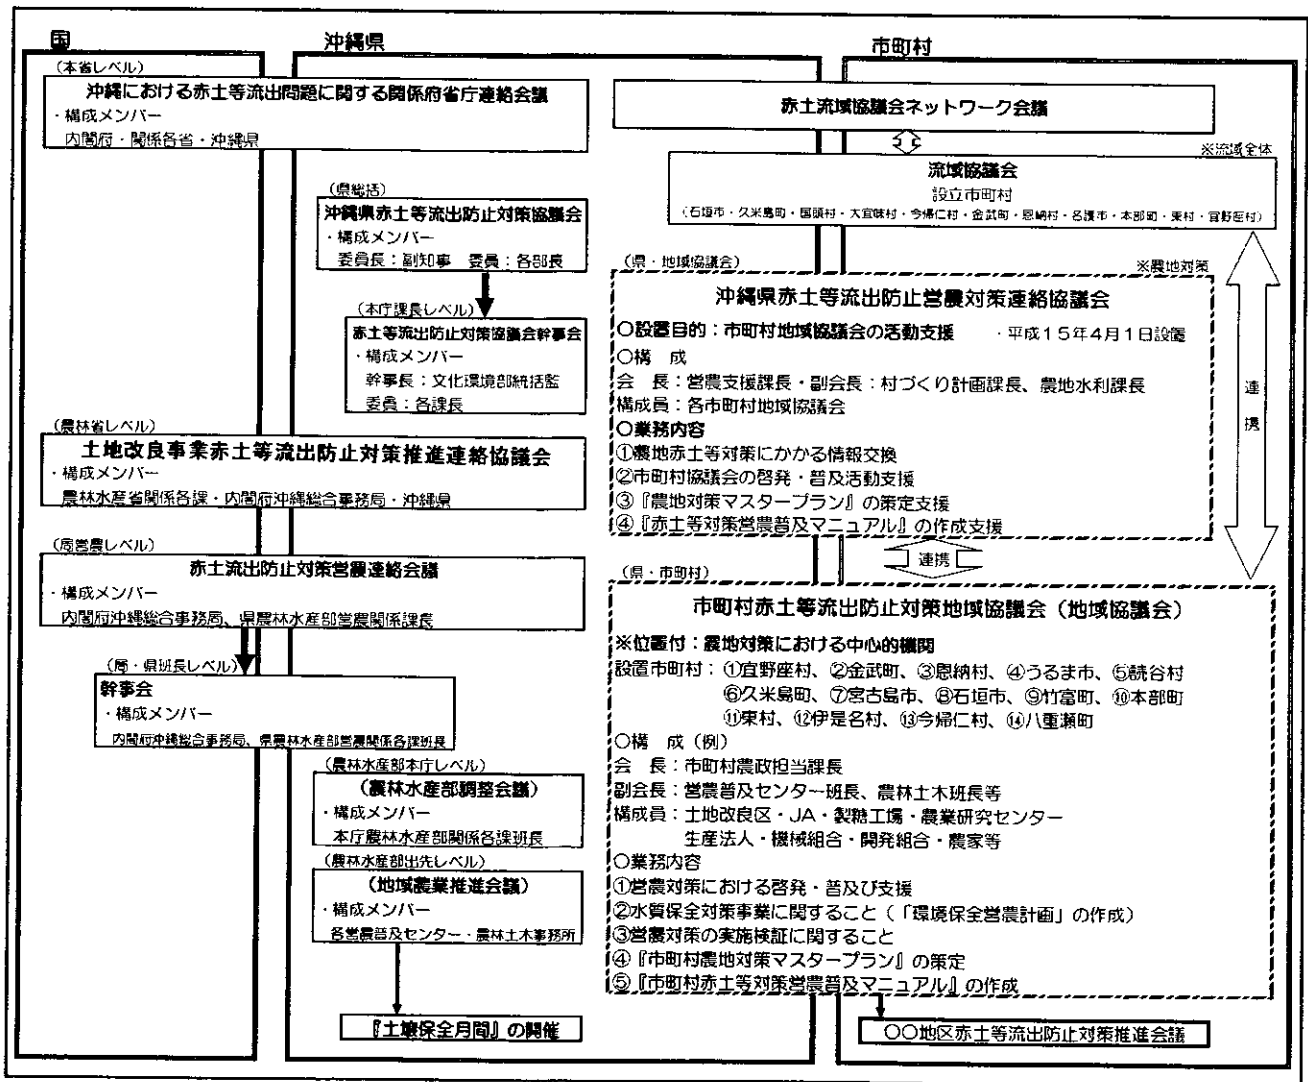 国
沖縄県
市町村
(本省レベル)
沖縄における赤土等流出問題に関する関係府省庁連絡会議
・構成メンバー
内閣府・関係各省・沖縄県
赤土流域協議会ネットワーク会議
※流域全体
流域協議会
設立市町村
(石垣市・久米島町・国頭村・大宜味村・今帰仁村・金武町・恩納村・名護市・本部町・東村・宜野座村)
(県総括)
沖縄県赤土等流出防止対策協議会
・構成メンバー
委員長:副知事 委員:各部長
(本庁課長レベル)
赤土等流出防止対策協議会幹事会
・構成メンバー
幹事長:文化環境部統括監
委員:各課長
(県・地域協議会)
※農地対策
沖縄県赤土等流出防止営農対策連絡協議会
○設置目的:市町村地域協議会の活動支援 ・平成15年4月1日設置
○構 成
会 長:営農支援課長・副会長:村づくり計画課長、農地水利課長
構成員:各市町村地域協議会
○業務内容
①農地赤土等対策にかかる情報交換
②市町村協議会の啓発・普及活動支援
③『農地対策マスタープラン』の策定支援
④『赤土等対策営農普及マニュアル』の作成支援
連携
連携
(農林省レベル)
土地改良事業赤土等流出防止対策推進連絡協議会
・構成メンバー
農林水産省関係各課・内閣府沖縄総合事務局・沖縄県
(局営農レベル)
赤土流出防止対策営農連絡会議
・構成メンバー
内閣府沖縄総合事務局、県農林水産部営農関係課長
(局・県班長レベル)
幹事会
・構成メンバー
内閣府沖縄総合事務局、県農林水産部営農関係各課班長
(農林水産部本庁レベル)
(農林水産部調整会議)
・構成メンバー
本庁農林水産部関係各課班長
(農林水産部出先レベル)
(地域農業推進会議)
・構成メンバー
各営農普及センター・農林土木事務所
『土壌保全月間』の開催
(県・市町村)
市町村赤土等流出防止対策地域協議会(地域協議会)
※位置付:農地対策における中心的機関
設置市町村:①宜野座村、②金武町、③恩納村、④うるま市、⑤読谷村
⑥久米島町、⑦宮古島市、⑧石垣市、⑨竹富町、⑩本部町
⑪東村、⑫伊是名村、⑬今帰仁村、⑭八重瀬町
○構 成(例)
会 長:市町村農政担当課長
副会長:営農普及センター班長、農林土木班長等
構成員:土地改良区・JA・製糖工場・農業研究センター
生産法人・機械組合・開発組合・農家等
○業務内容
①営農対策における啓発・普及び支援
②水質保全対策事業に関すること(「環境保全営農計画」の作成)
③営農対策の実施検証に関すること
④『市町村農地対策マスタープラン』の策定
⑤『市町村赤土等対策営農普及マニュアル』の作成
○○地区赤土等流出防止対策推進会議